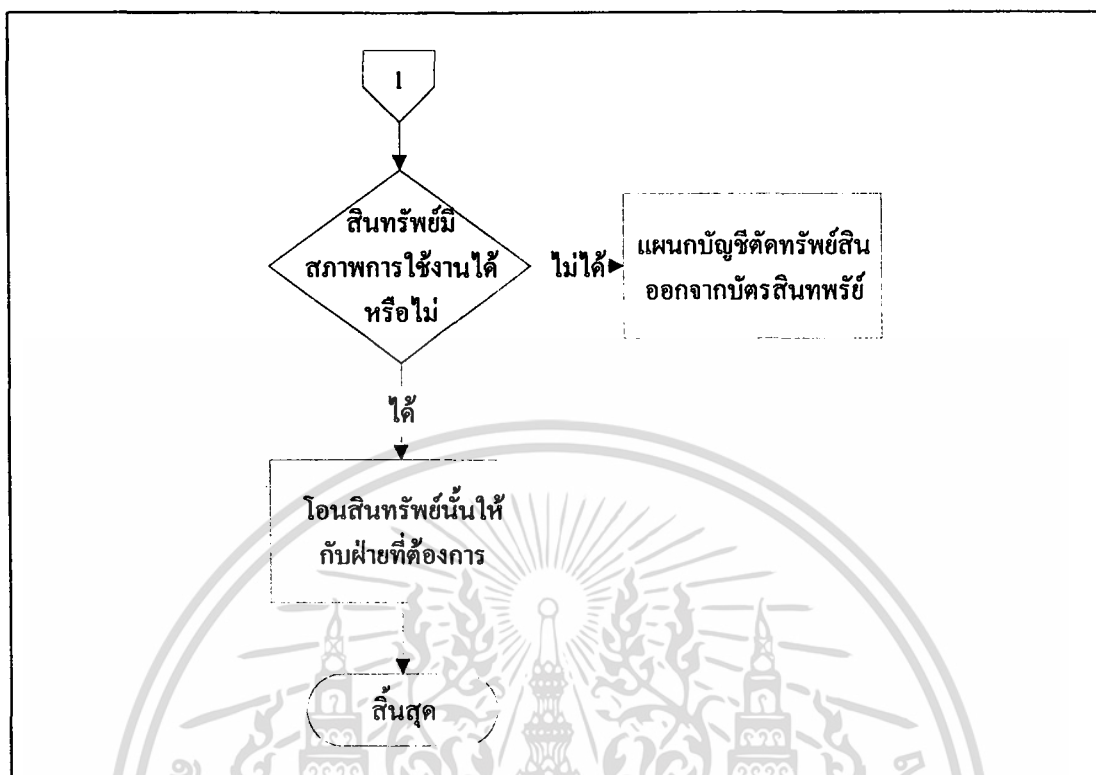 1
สินทรัพย์มี
สภาพการใช้งานได้
หรือไม่
ไม่ได้
แผนกบัญชีตัดทรัพย์สิน
ออกจากบัตรสินทพรัย์
ได้
โอนสินทรัพย์นั้นให้
กับฝ่ายที่ต้องการ
สิ้นสุด